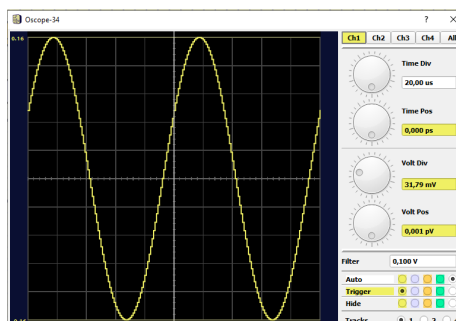 Oscope-34
? ×
Ch1 Ch2 Ch3 Ch4 All
0.16
Time Div
20,00 us
Time Pos
0,000 ps
Volt Div
31,79 mV
Volt Pos
0,001 pV
Filter 0,100 V
Auto
Trigger
Hide
Tracks 1 2